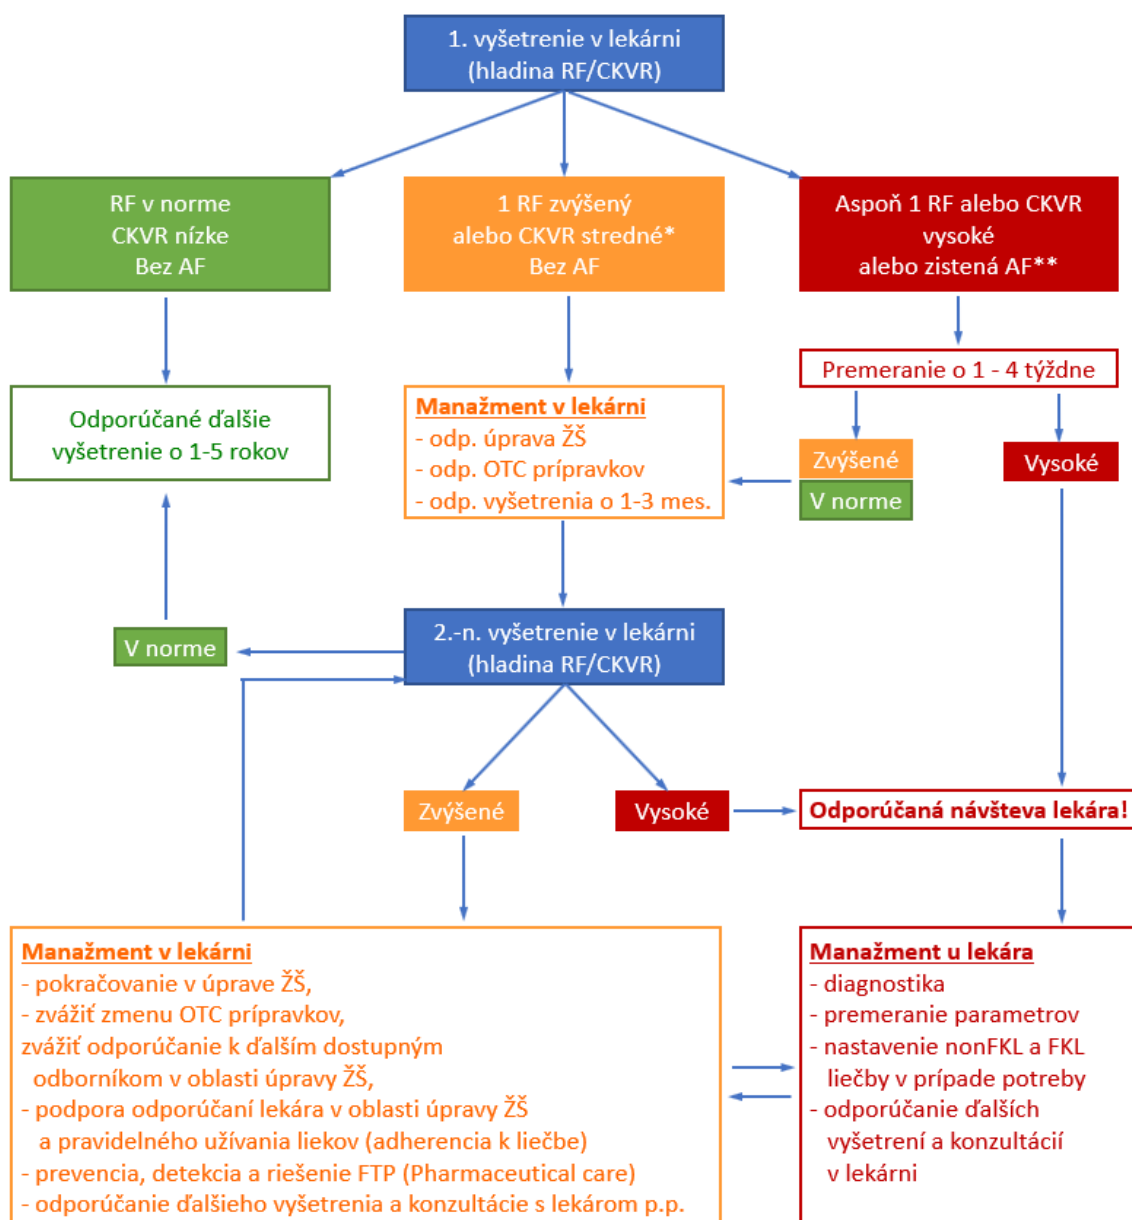 1. vyšetrenie v lekárni
(hladina RF/CKVR)
RF v norme
CKVR nízke
Bez AF
1 RF zvýšený
alebo CKVR stredné*
Bez AF
Aspoň 1 RF alebo CKVR
vysoké
alebo zistená AF**
Premeranie o 1 - 4 týždne
Odporúčané ďalšie
vyšetrenie o 1-5 rokov
Manažment v lekárni
- odp. úprava ŽŠ
- odp. OTC prípravkov
- odp. vyšetrenia o 1-3 mes.
Zvýšené
V norme
Vysoké
V norme
2.-n. vyšetrenie v lekárni
(hladina RF/CKVR)
Zvýšené
Vysoké
Odporúčaná návšteva lekára!
Manažment v lekárni
- pokračovanie v úprave ŽŠ,
- zvážiť zmenu OTC prípravkov,
zvážiť odporúčanie k ďalším dostupným
odborníkom v oblasti úpravy ŽŠ,
- podpora odporúčaní lekára v oblasti úpravy ŽŠ
a pravidelného užívania liekov (adherencia k liečbe)
- prevencia, detekcia a riešenie FTP (Pharmaceutical care)
- odporúčanie ďalšieho vyšetrenia a konzultácie s lekárom p.p.
Manažment u lekára
- diagnostika
- premeranie parametrov
- nastavenie nonFKL a FKL
liečby v prípade potreby
- odporúčanie ďalších
vyšetrení a konzultácií
v lekárni